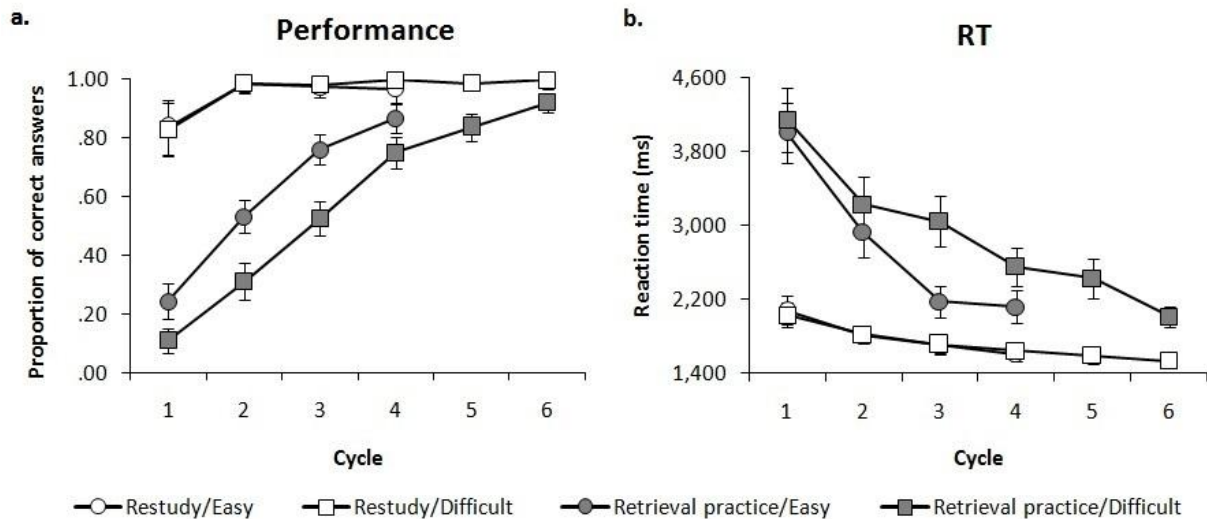 a.
Performance
Proportion of correct answers
1.00
.80
.60
.40
.20
.00
1 2 3 4 5 6
Cycle
b.
RT
Reaction time (ms)
4,600
3,800
3,000
2,200
1,400
1 2 3 4 5 6
Cycle
Restudy/Easy Restudy/Difficult Retrieval practice/Easy Retrieval practice/Difficult